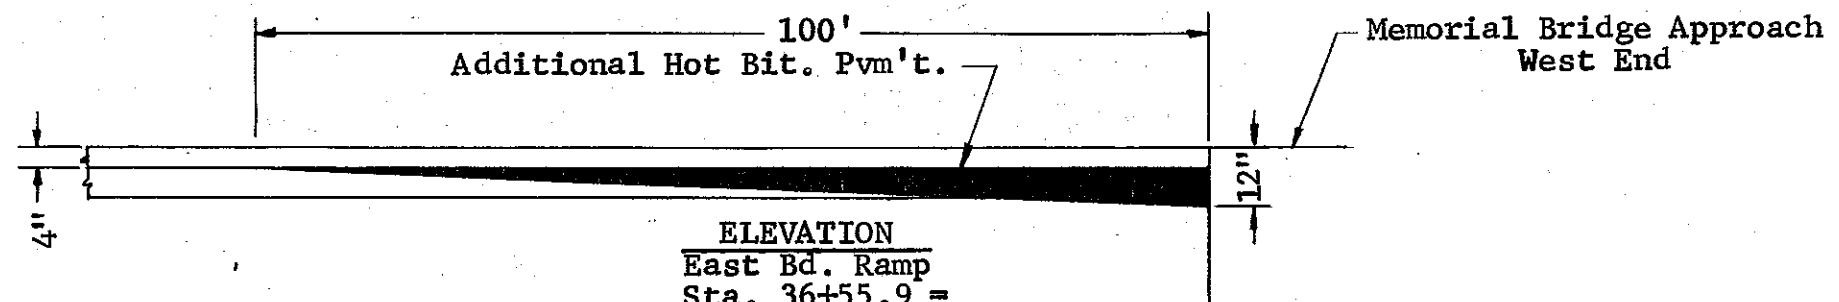 100'
Memorial Bridge Approach
West End
Additional Hot Bit. Pvm't.
4"
12"
ELEVATION
East Bd. Ramp
Sta. 36+55.9 =